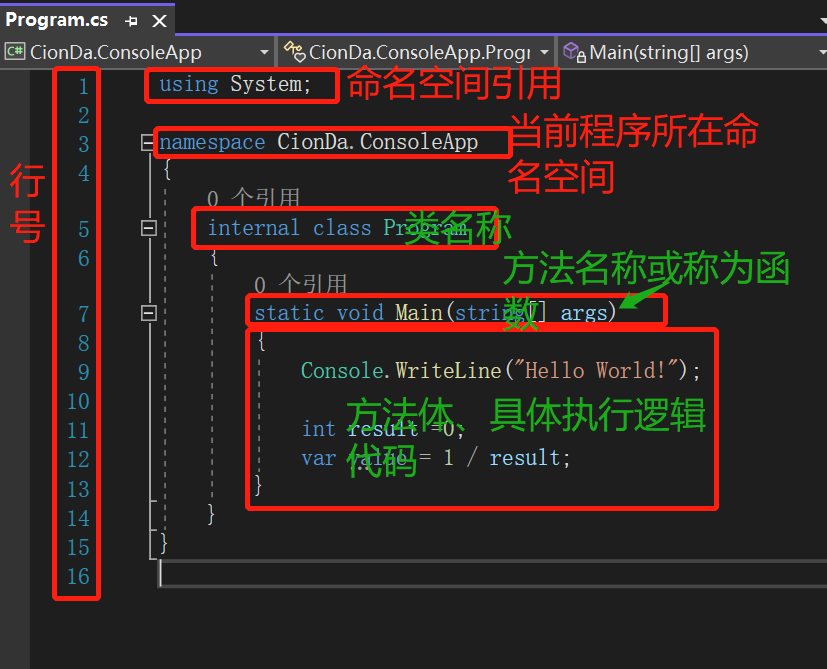 Program.cs
CionDa.ConsoleApp CionDa.ConsoleApp.Progr Main(string[] args)
1 using System; 命名空间引用
2
3 namespace CionDa.ConsoleApp 当前程序所在命
名空间
4 {
行
号
0 个引用
5 internal class Program 类名称
6 {
方法名称或称为函
数
0 个引用
7 static void Main(string[] args)
8 {
9 Console.WriteLine("Hello World!");
10
方法体、具体执行逻辑
代码
11 int result =0;
12 var value = 1 / result;
13 }
14 }
15 }
16